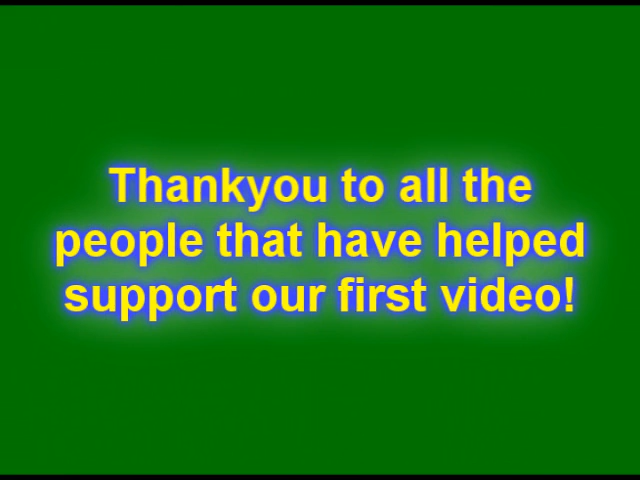 Thankyou to all the
people that have helped
support our first video!